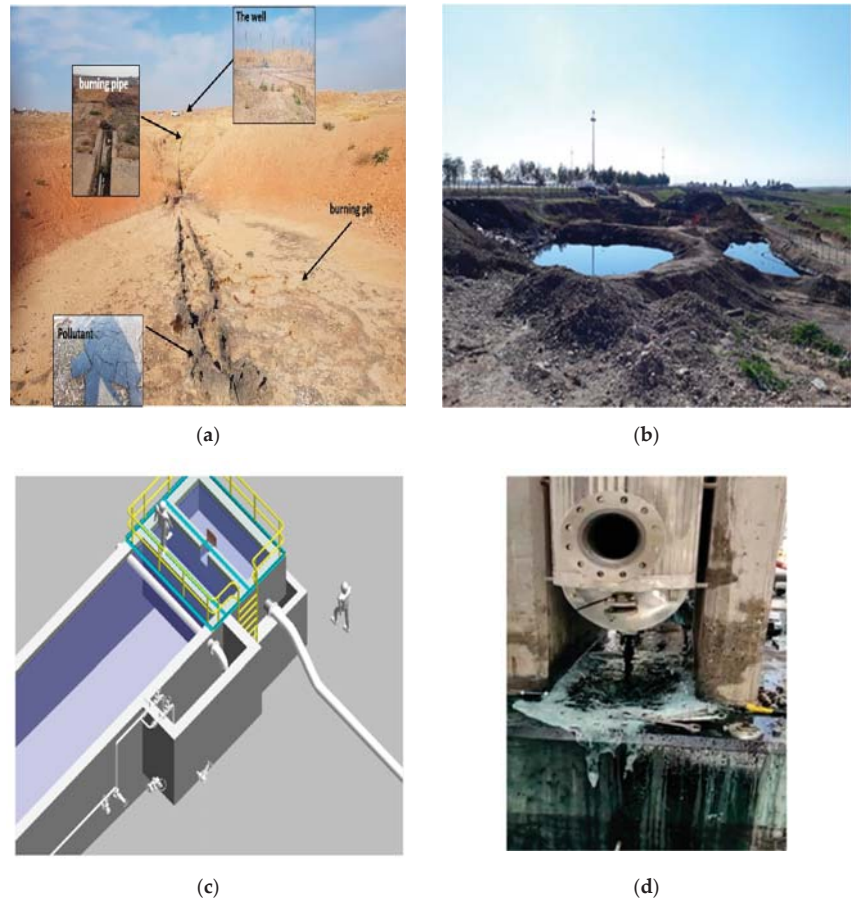 The well
burning pipe
burning pit
Pollutant
(a)
(b)
(c)
(d)